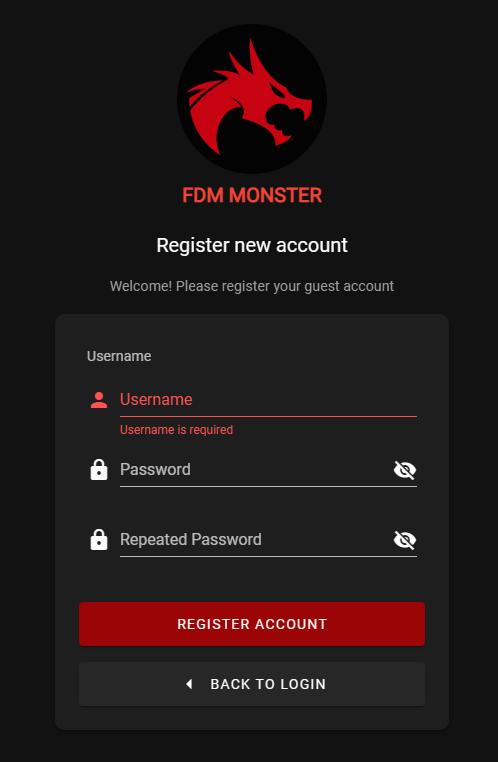 FDM MONSTER
Register new account
Welcome! Please register your guest account
Username
Username
Username is required
Password
Repeated Password
REGISTER ACCOUNT
BACK TO LOGIN